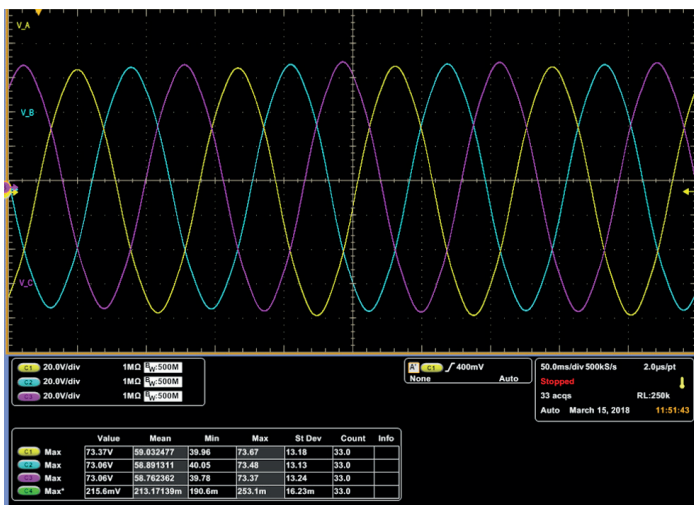 V_A
V_B
V_C
C1 20.0V/div 1MΩ BW:500M
C2 20.0V/div 1MΩ BW:500M
C3 20.0V/div 1MΩ BW:500M
A' C1 400mV
None Auto
50.0ms/div 500kS/s 2.0µs/pt
Stopped
33 acqs RL:250k
Auto March 15, 2018 11:51:43
Value Mean Min Max St Dev Count Info
C1 Max 73.37V 59.032477 39.96 73.67 13.18 33.0
C2 Max 73.06V 58.891311 40.05 73.48 13.13 33.0
C3 Max 73.06V 58.762362 39.78 73.37 13.24 33.0
C4 Max* 215.6mV 213.17139m 190.6m 253.1m 16.23m 33.0